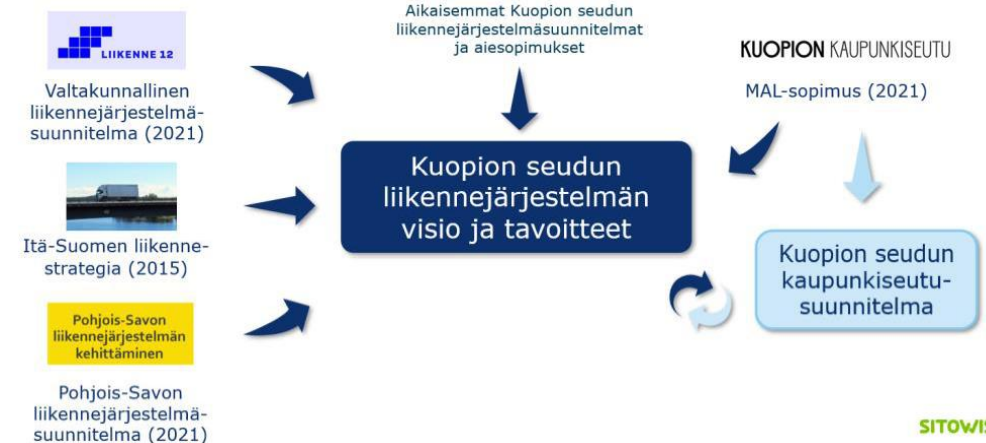 LIIKENNE 12
Valtakunnallinen
liikennejärjestelmä-
suunnitelma (2021)
Itä-Suomen liikenne-
strategia (2015)
Pohjois-Savon
liikennejärjestelmän
kehittäminen
Pohjois-Savon
liikennejärjestelmä-
suunnitelma (2021)
Aikaisemmat Kuopion seudun
liikennejärjestelmäsuunnitelmat
ja aiesopimukset
Kuopion seudun
liikennejärjestelmän
visio ja tavoitteet
KUOPION KAUPUNKISEUTU
MAL-sopimus (2021)
Kuopion seudun
kaupunkiseutu-
suunnitelma
SITOWIS